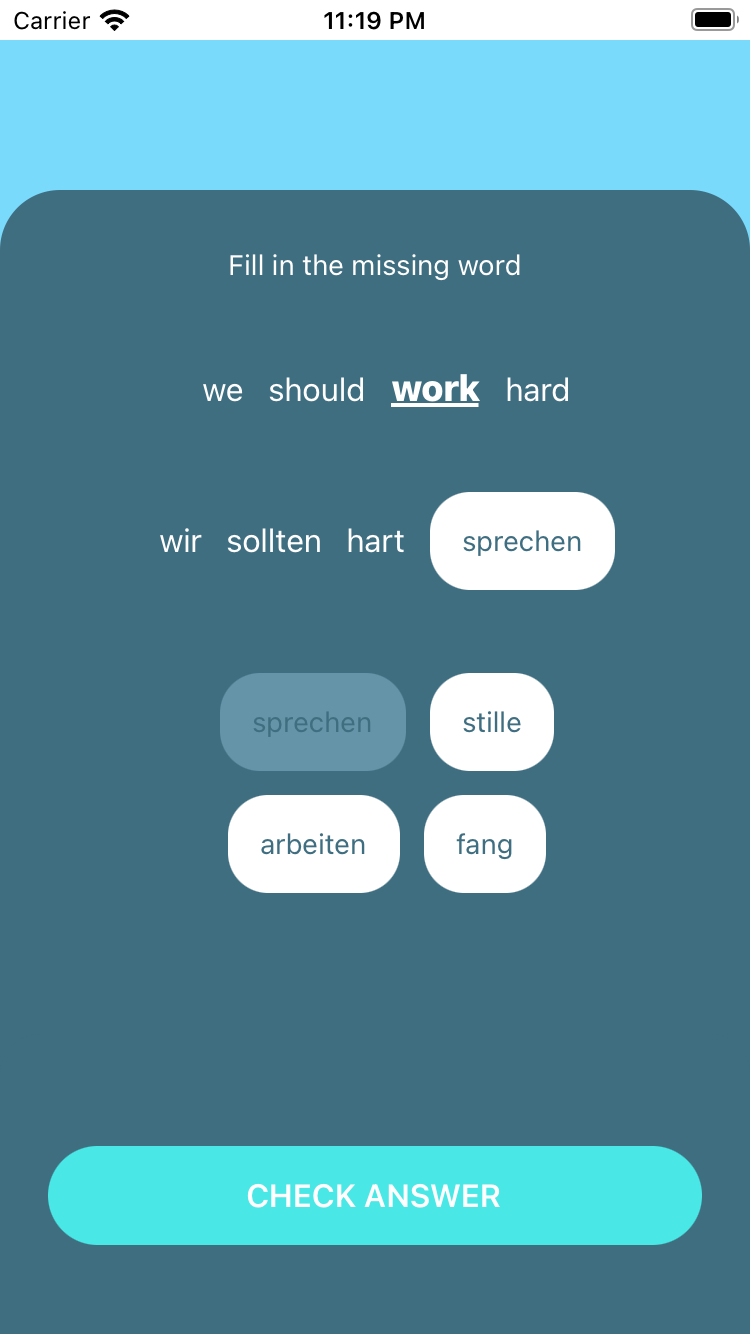 Carrier 11:19 PM
Fill in the missing word
we should work hard
wir sollten hart sprechen
sprechen stille
arbeiten fang
CHECK ANSWER